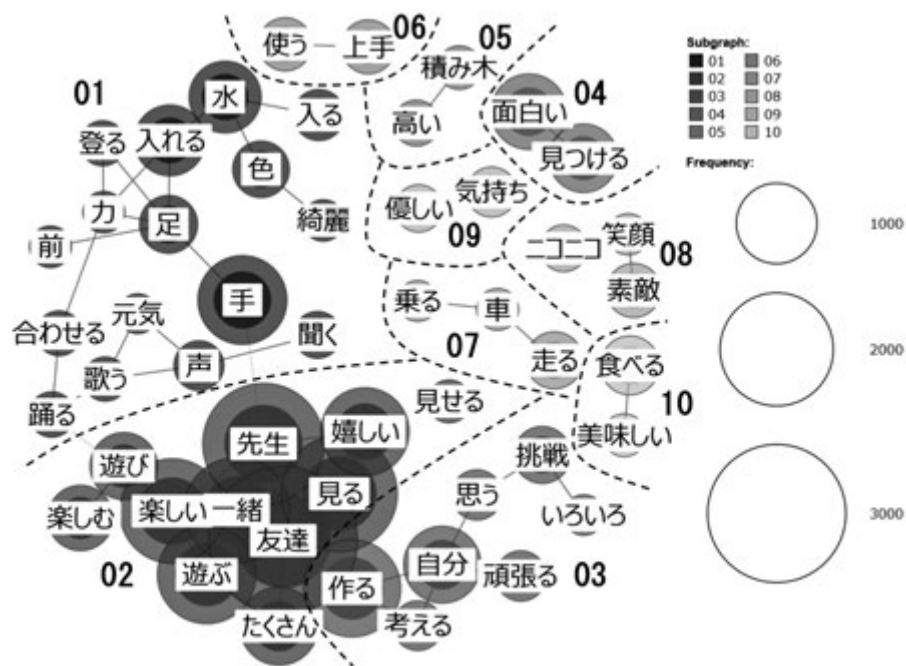 06
使う
上手
05
積み木
高い
04
面白い
見つける
01
水
入る
登る
入れる
色
力
足
綺麗
前
手
元気
合わせる
声
聞く
歌う
踊る
優しい
気持ち
09
ニコニコ
笑顔
08
素敵
乗る
車
07
走る
食べる
10
美味しい
見せる
先生
嬉しい
遊び
楽しむ
楽しい
一緒
見る
友達
02
遊ぶ
たくさん
挑戦
思う
いろいろ
自分
作る
頑張る
03
考える
Subgraph:
01 06
02 07
03 08
04 09
05 10
Frequency:
1000
2000
3000